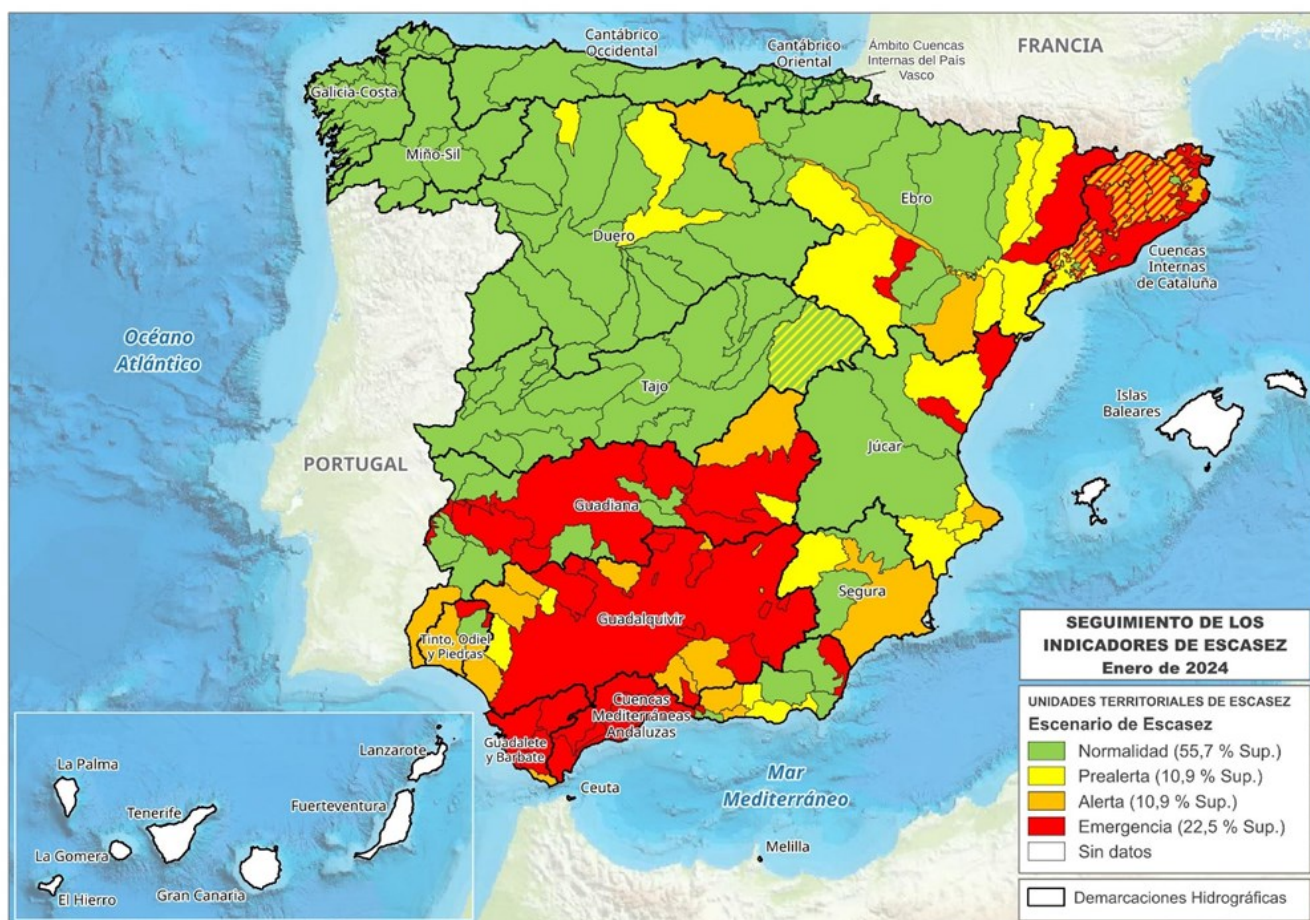 Cantábrico
Occidental
Cantábrico
Oriental
Ámbito Cuencas
Internas del País
Vasco
FRANCIA
Galicia-Costa
Miño-Sil
Ebro
Duero
Cuencas
Internas
de Cataluña
Océano
Atlántico
Tajo
Islas
Baleares
PORTUGAL
Júcar
Guadiana
Segura
Guadalquivir
Tinto, Odiel
y Piedras
Cuencas
Mediterráneas
Andaluzas
Guadalete
y Barbate
Ceuta
Mar
Mediterráneo
Melilla
La Palma
Lanzarote
Tenerife
Fuerteventura
La Gomera
El Hierro
Gran Canaria
SEGUIMIENTO DE LOS
INDICADORES DE ESCASEZ
Enero de 2024
UNIDADES TERRITORIALES DE ESCASEZ
Escenario de Escasez
Normalidad (55,7 % Sup.)
Prealerta (10,9 % Sup.)
Alerta (10,9 % Sup.)
Emergencia (22,5 % Sup.)
Sin datos
Demarcaciones Hidrográficas